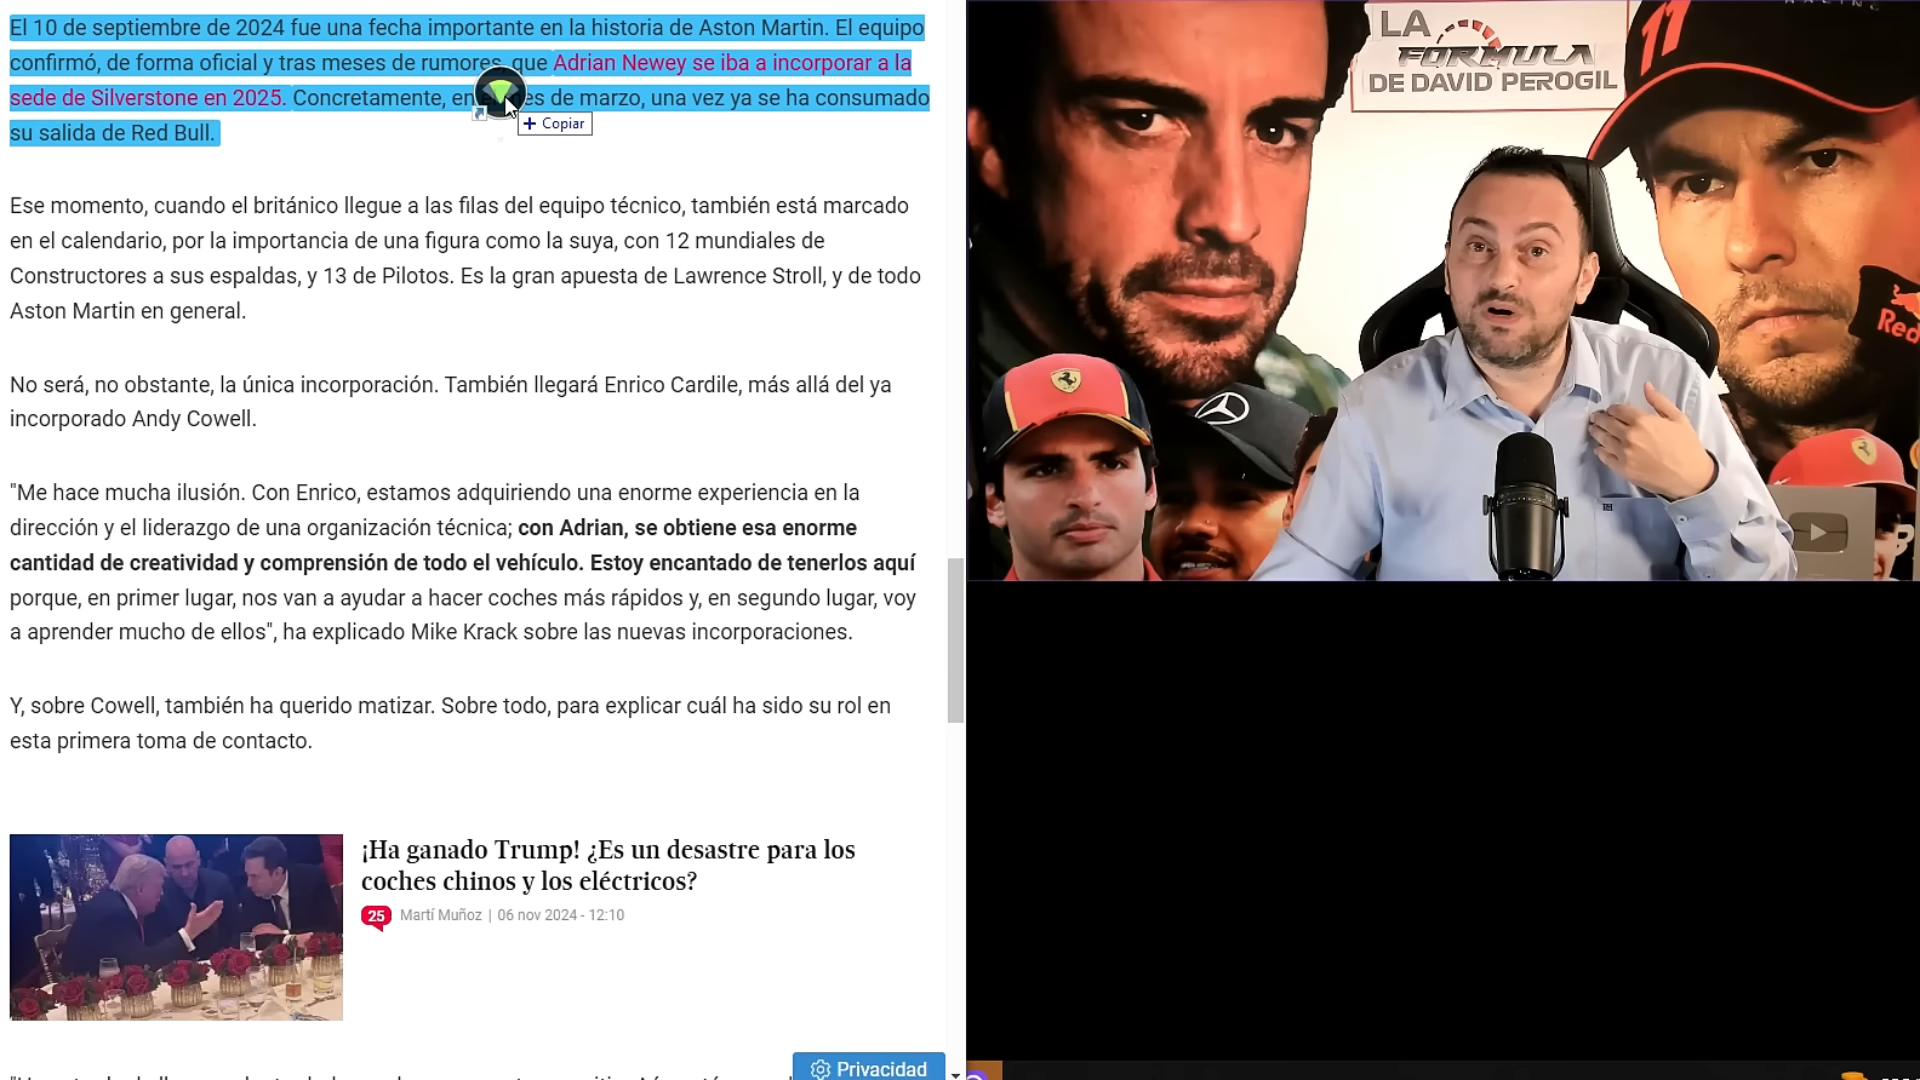 El 10 de septiembre de 2024 fue una fecha importante en la historia de Aston Martin. El equipo
confirmó, de forma oficial y tras meses de rumores, que Adrian Newey se iba a incorporar a la
sede de Silverstone en 2025. Concretamente, en de marzo, una vez ya se ha consumado
su salida de Red Bull.
+ Copiar
Ese momento, cuando el británico llegue a las filas del equipo técnico, también está marcado
en el calendario, por la importancia de una figura como la suya, con 12 mundiales de
Constructores a sus espaldas, y 13 de Pilotos. Es la gran apuesta de Lawrence Stroll, y de todo
Aston Martin en general.
No será, no obstante, la única incorporación. También llegará Enrico Cardile, más allá del ya
incorporado Andy Cowell.
"Me hace mucha ilusión. Con Enrico, estamos adquiriendo una enorme experiencia en la
dirección y el liderazgo de una organización técnica; con Adrian, se obtiene esa enorme
cantidad de creatividad y comprensión de todo el vehículo. Estoy encantado de tenerlos aquí
porque, en primer lugar, nos van a ayudar a hacer coches más rápidos y, en segundo lugar, voy
a aprender mucho de ellos", ha explicado Mike Krack sobre las nuevas incorporaciones.
Y, sobre Cowell, también ha querido matizar. Sobre todo, para explicar cuál ha sido su rol en
esta primera toma de contacto.
¡Ha ganado Trump! ¿Es un desastre para los
coches chinos y los eléctricos?
25 Martí Muñoz | 06 nov 2024 - 12:10
Privacidad
LA
FORMULA
DE DAVID PEROGIL
11
Red